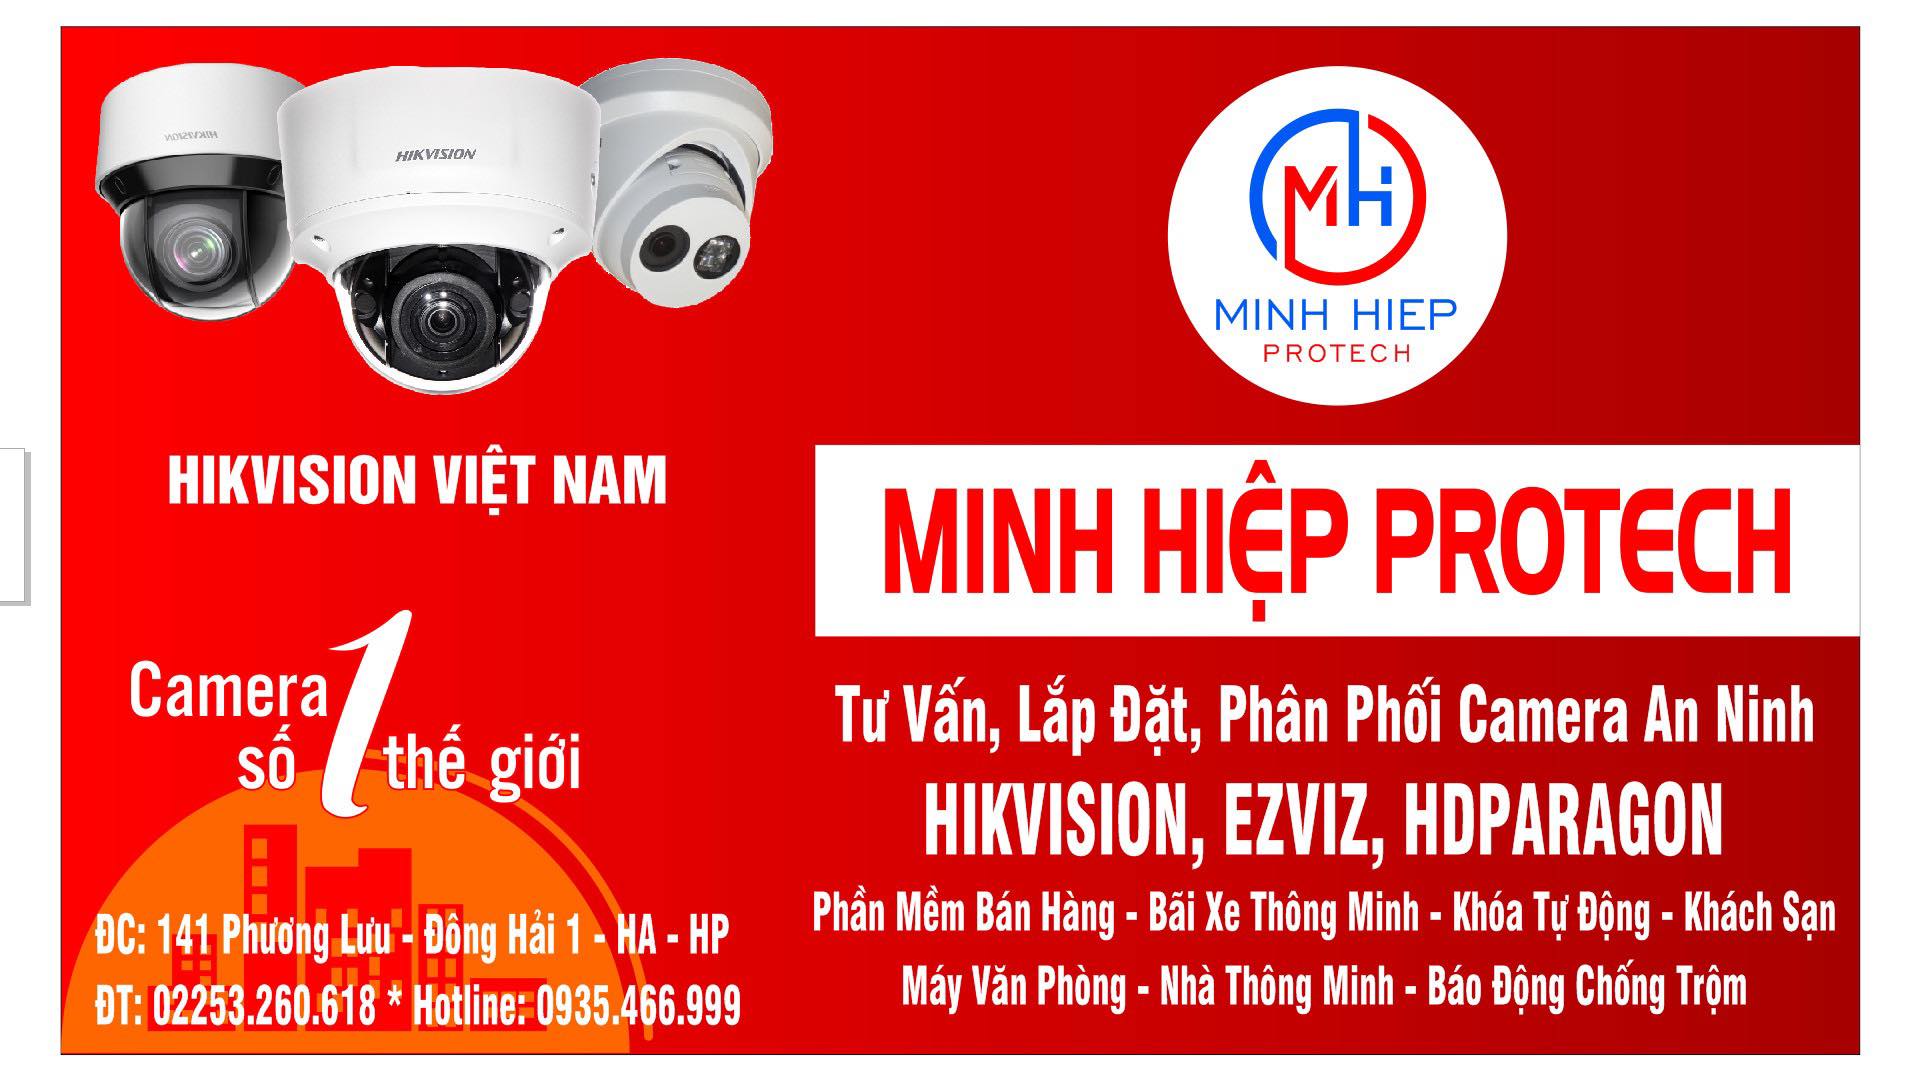 HIKVISION
HIKVISION
HIKVISION VIỆT NAM
Camera
số 1 thế giới
ĐC: 141 Phương Lưu - Đông Hải 1 - HA - HP
ĐT: 02253.260.618 * Hotline: 0935.466.999
MH
MINH HIEP
PROTECH
MINH HIỆP PROTECH
Tư Vấn, Lắp Đặt, Phân Phối Camera An Ninh
HIKVISION, EZVIZ, HDPARAGON
Phần Mềm Bán Hàng - Bãi Xe Thông Minh - Khóa Tự Động - Khách Sạn
Máy Văn Phòng - Nhà Thông Minh - Báo Động Chống Trộm